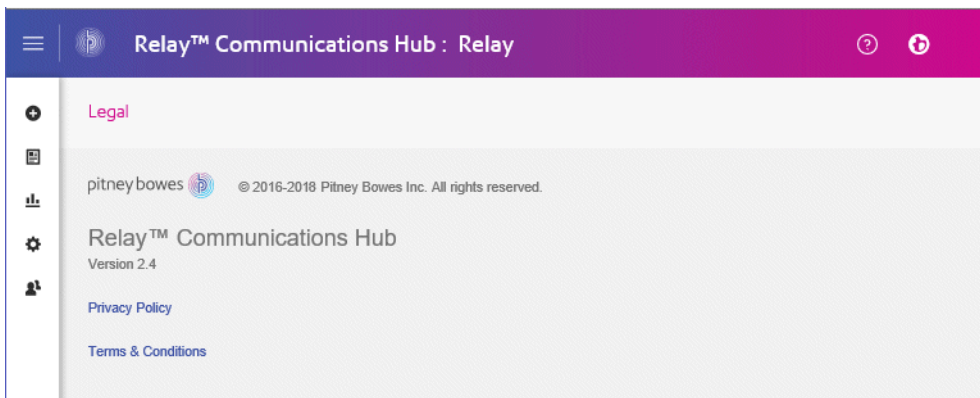 Relay™ Communications Hub : Relay
Legal
pitney bowes © 2016-2018 Pitney Bowes Inc. All rights reserved.
Relay™ Communications Hub
Version 2.4
Privacy Policy
Terms & Conditions